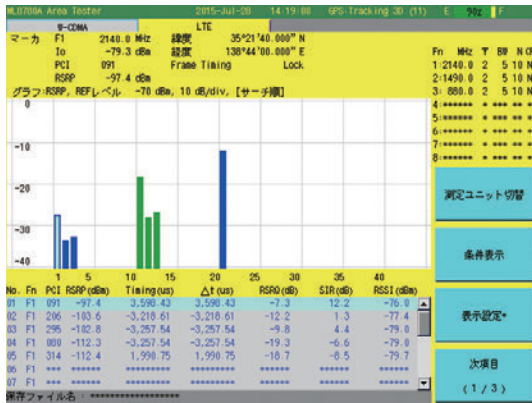 ML8780A Area Tester 2015-Jul-28 14:19:08 GPS:Tracking 3D (11) E 90% F
W-CDMA LTE
マーカ F1 2140.0 MHz 緯度 35°21'40.000" N
Io -79.3 dBm 経度 138°44'00.000" E
PCI 091 Frame Timing Lock
RSRP -97.4 dBm
グラフ:RSRP, REFレベル -70 dBm, 10 dB/div, [サーチ順]
Fn MHz T BW N
1:2140.0 2 5 10 N
2:1490.0 2 5 10 N
3: 880.0 2 5 10 N
4:****** * *** *** *
5:****** * *** *** *
6:****** * *** *** *
7:****** * *** *** *
8:****** * *** *** *
0
-10
-20
-30
-40
1 5 10 15 20 25 30 35 40
測定ユニット切替
条件表示
表示設定*
次項目
(1/3)
No. Fn PCI RSRP(dBm) Timing(us) △t(us) RSRQ(dB) SIR(dB) RSSI(dBm)
01 F1 091 -97.4 3,598.43 3,598.43 -7.3 12.2 -76.0
02 F1 206 -103.6 -3,218.61 -3,218.61 -12.2 1.3 -77.4
03 F1 295 -102.8 -3,257.54 -3,257.54 -9.8 4.4 -79.0
04 F1 080 -112.3 -3,257.54 -3,257.54 -19.3 -6.6 -79.0
05 F1 314 -112.4 1,990.75 1,990.75 -18.7 -8.5 -79.7
06 F1 *** ****** ********* ********* ****** ***** ******
07 F1 *** ****** ********* ********* ****** ***** ******
保存ファイル名 : ******************